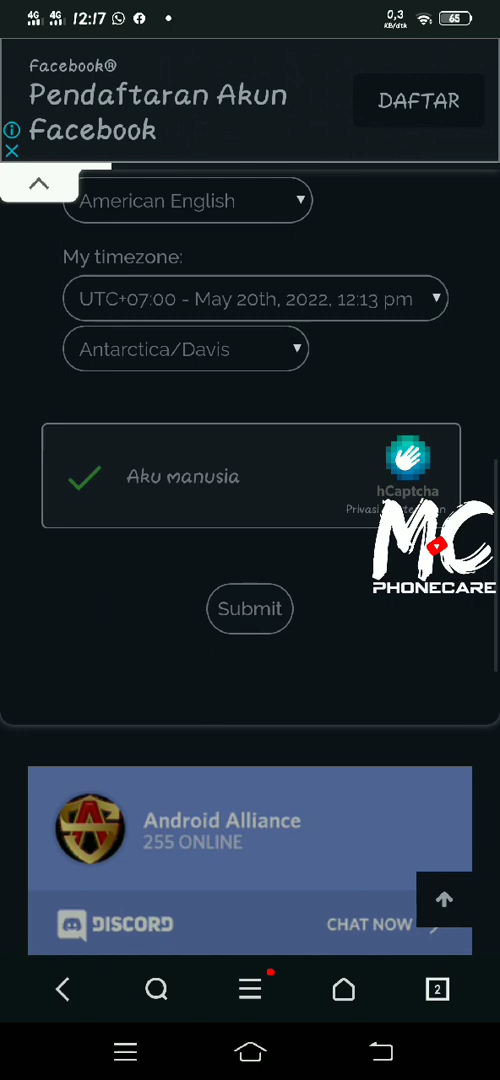 4G 4G 12:17
0,3
KB/dtk
65
Facebook®
Pendaftaran Akun
Facebook
DAFTAR
American English
My timezone:
UTC+07:00 - May 20th, 2022, 12:13 pm
Antarctica/Davis
Aku manusia
hCaptcha
Privasi
MC
PHONECARE
Submit
Android Alliance
255 ONLINE
DISCORD
CHAT NOW
2